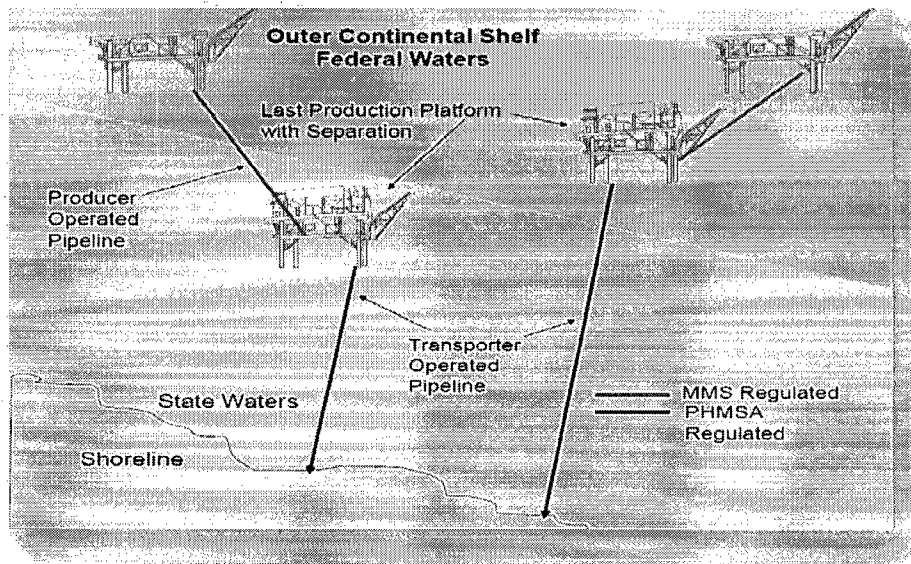 Outer Continental Shelf
Federal Waters
Last Production Platform
with Separation
Producer
Operated
Pipeline
Transporter
Operated
Pipeline
State Waters
MMS Regulated
PHMSA
Regulated
Shoreline